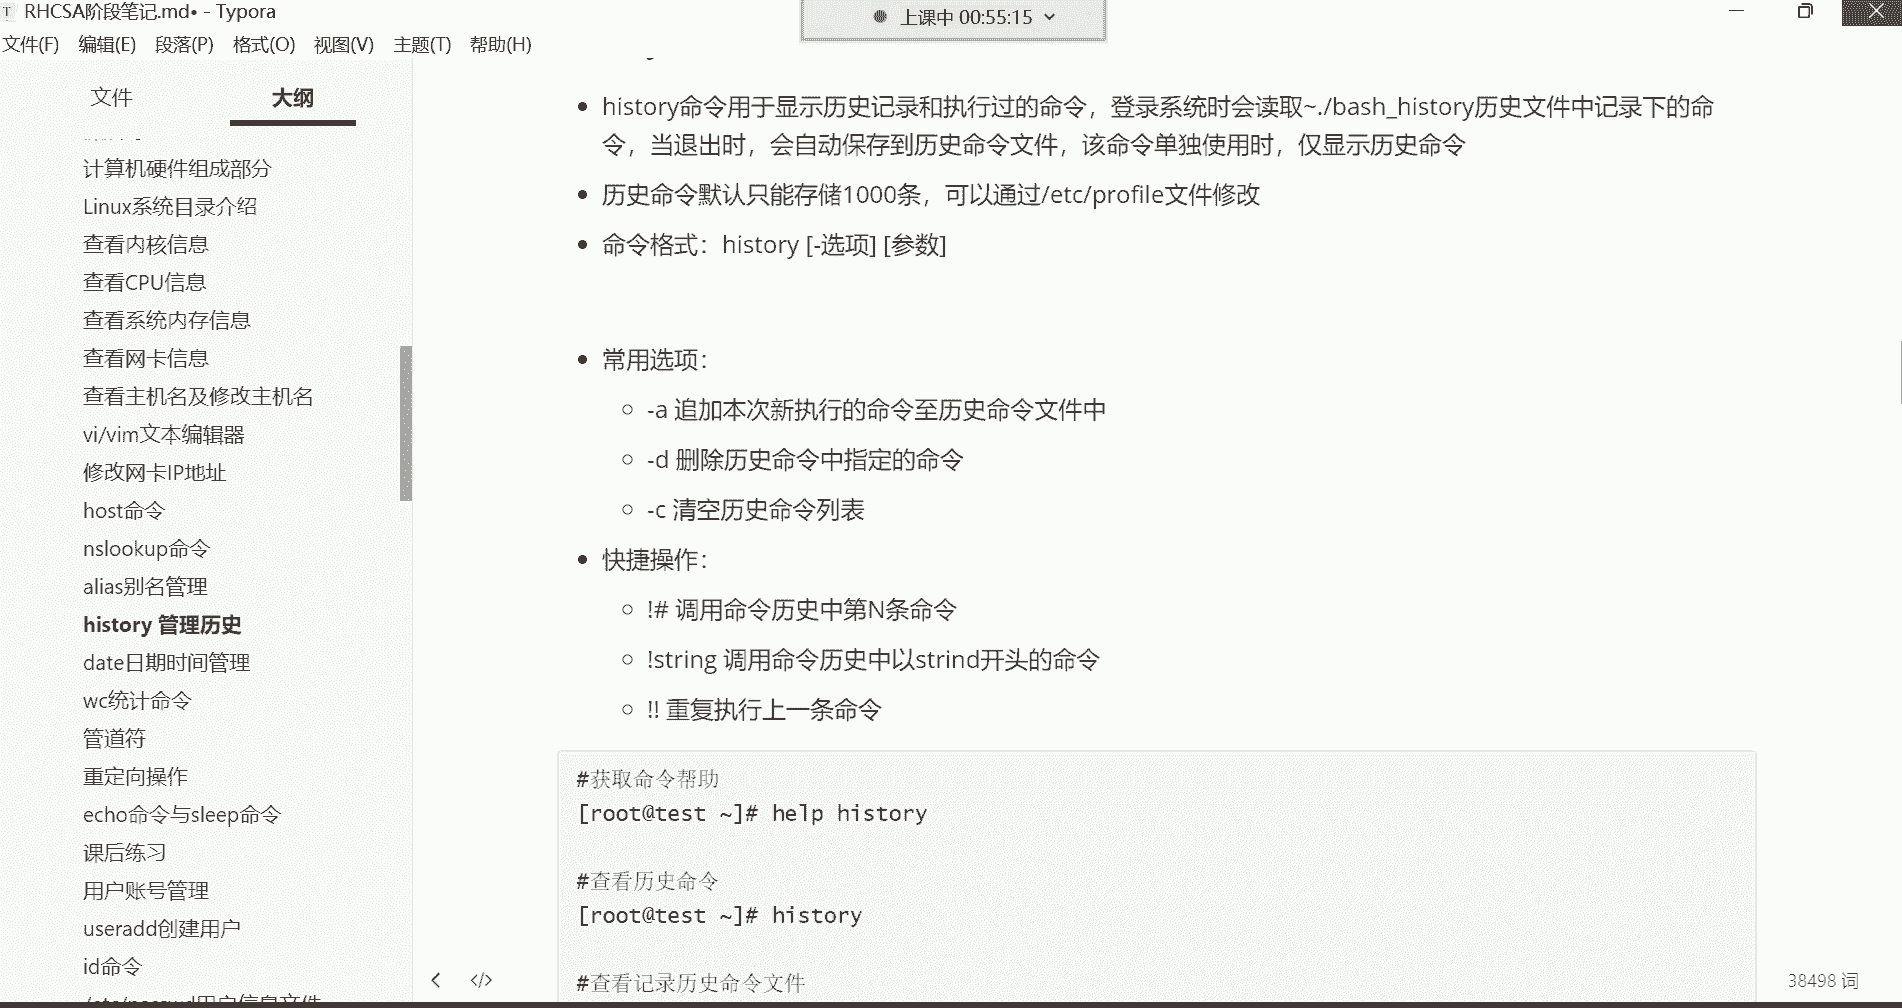 RHCSA阶段笔记.md• - Typora
上课中 00:55:15
文件(F) 编辑(E) 段落(P) 格式(O) 视图(V) 主题(T) 帮助(H)
文件 大纲
计算机硬件组成部分
Linux系统目录介绍
查看内核信息
查看CPU信息
查看系统内存信息
查看网卡信息
查看主机名及修改主机名
vi/vim文本编辑器
修改网卡IP地址
host命令
nslookup命令
alias别名管理
history 管理历史
date日期时间管理
wc统计命令
管道符
重定向操作
echo命令与sleep命令
课后练习
用户账号管理
useradd创建用户
id命令
/etc/passwd用户信息文件
history命令用于显示历史记录和执行过的命令，登录系统时会读取~./bash_history历史文件中记录下的命
令，当退出时，会自动保存到历史命令文件，该命令单独使用时，仅显示历史命令
历史命令默认只能存储1000条，可以通过/etc/profile文件修改
命令格式：history [-选项] [参数]
常用选项：
-a 追加本次新执行的命令至历史命令文件中
-d 删除历史命令中指定的命令
-c 清空历史命令列表
快捷操作：
!# 调用命令历史中第N条命令
!string 调用命令历史中以strind开头的命令
!! 重复执行上一条命令
#获取命令帮助
[root@test ~]# help history
#查看历史命令
[root@test ~]# history
#查看记录历史命令文件
38498 词